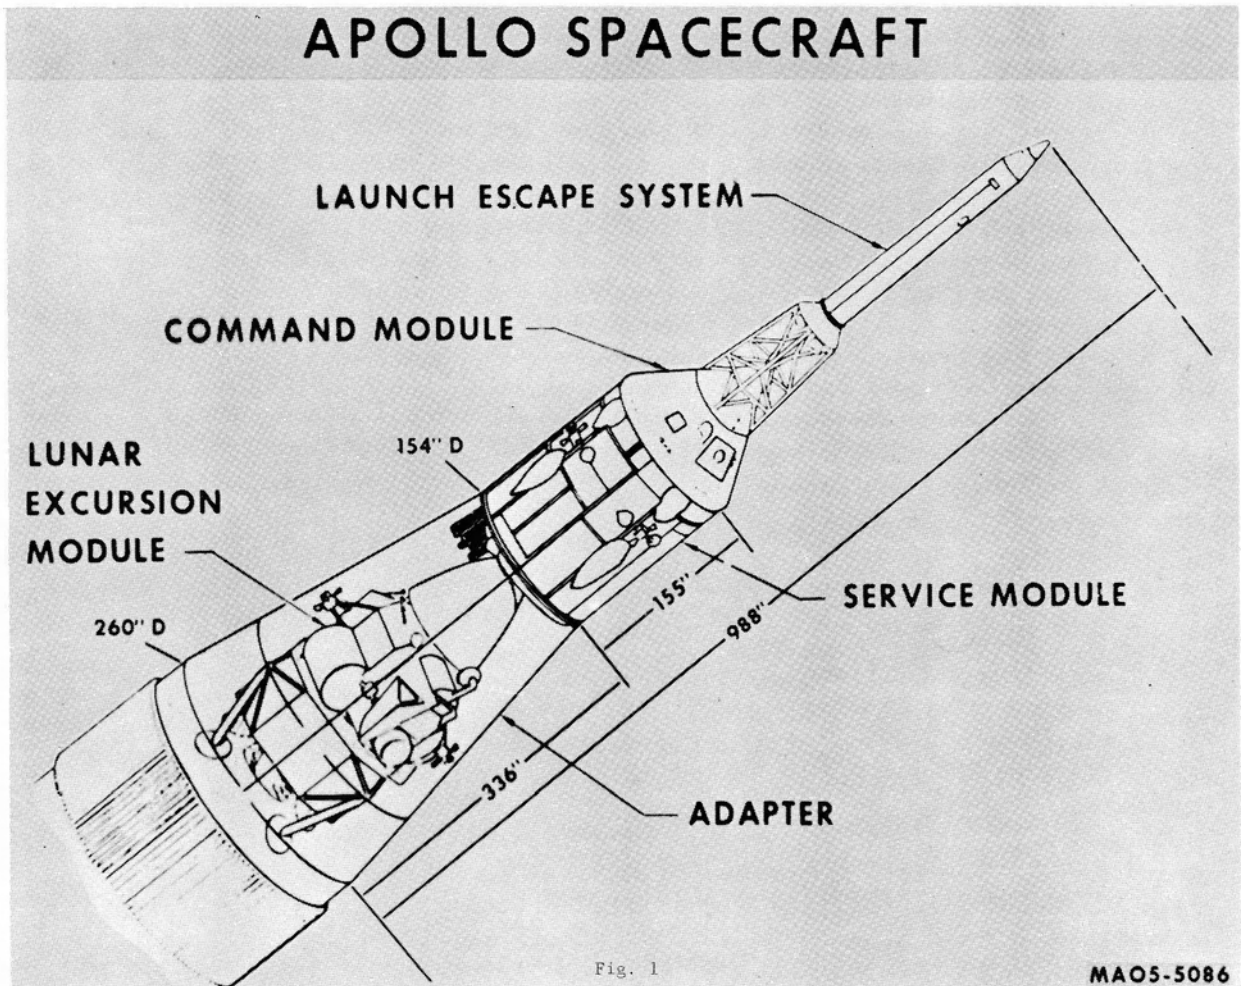 APOLLO SPACECRAFT
LAUNCH ESCAPE SYSTEM
COMMAND MODULE
154" D
LUNAR
EXCURSION
MODULE
260" D
155"
988"
SERVICE MODULE
336"
ADAPTER
Fig. 1
MAO5-5086